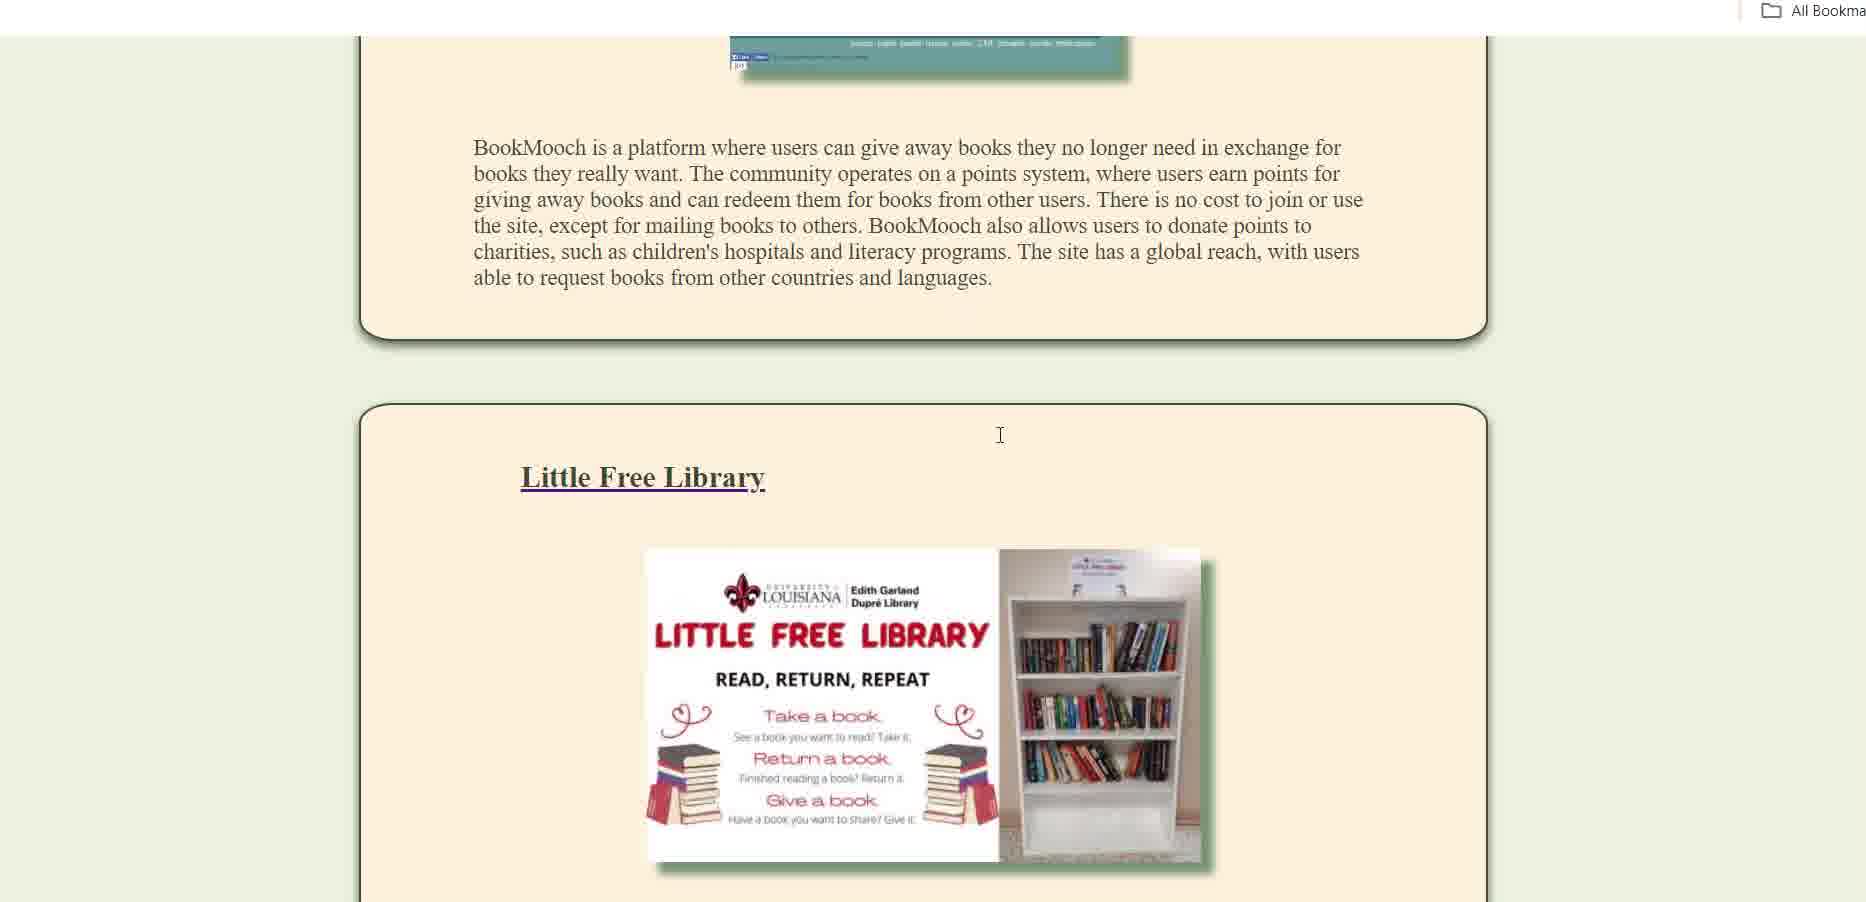 All Bookma
BookMooch is a platform where users can give away books they no longer need in exchange for
books they really want. The community operates on a points system, where users earn points for
giving away books and can redeem them for books from other users. There is no cost to join or use
the site, except for mailing books to others. BookMooch also allows users to donate points to
charities, such as children's hospitals and literacy programs. The site has a global reach, with users
able to request books from other countries and languages.
Little Free Library
UNIVERSITY of
LOUISIANA
Edith Garland
Dupré Library
LITTLE FREE LIBRARY
READ, RETURN, REPEAT
Take a book.
See a book you want to read? Take it.
Return a book.
Finished reading a book? Return it.
Give a book.
Have a book you want to share? Give it.